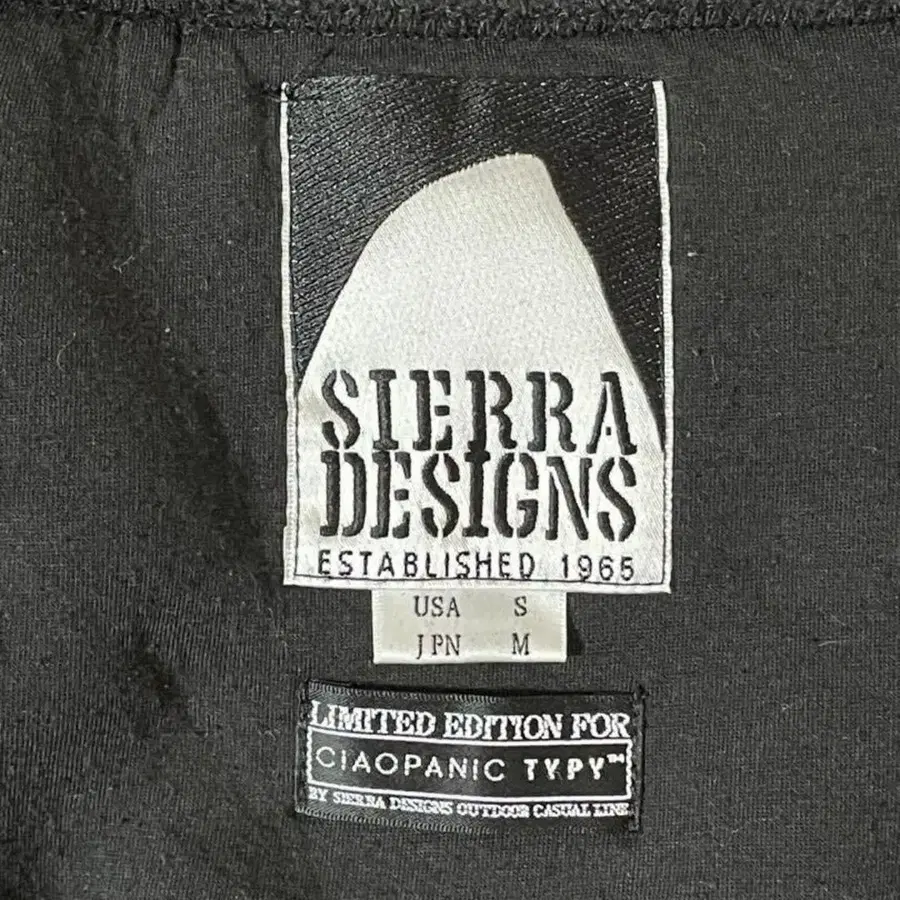 SIERRA
DESIGNS
ESTABLISHED 1965
USA S
JPN M
LIMITED EDITION FOR
CIAOPANIC TYPY™
BY SIERRA DESIGNS OUTDOOR CASUAL LINE